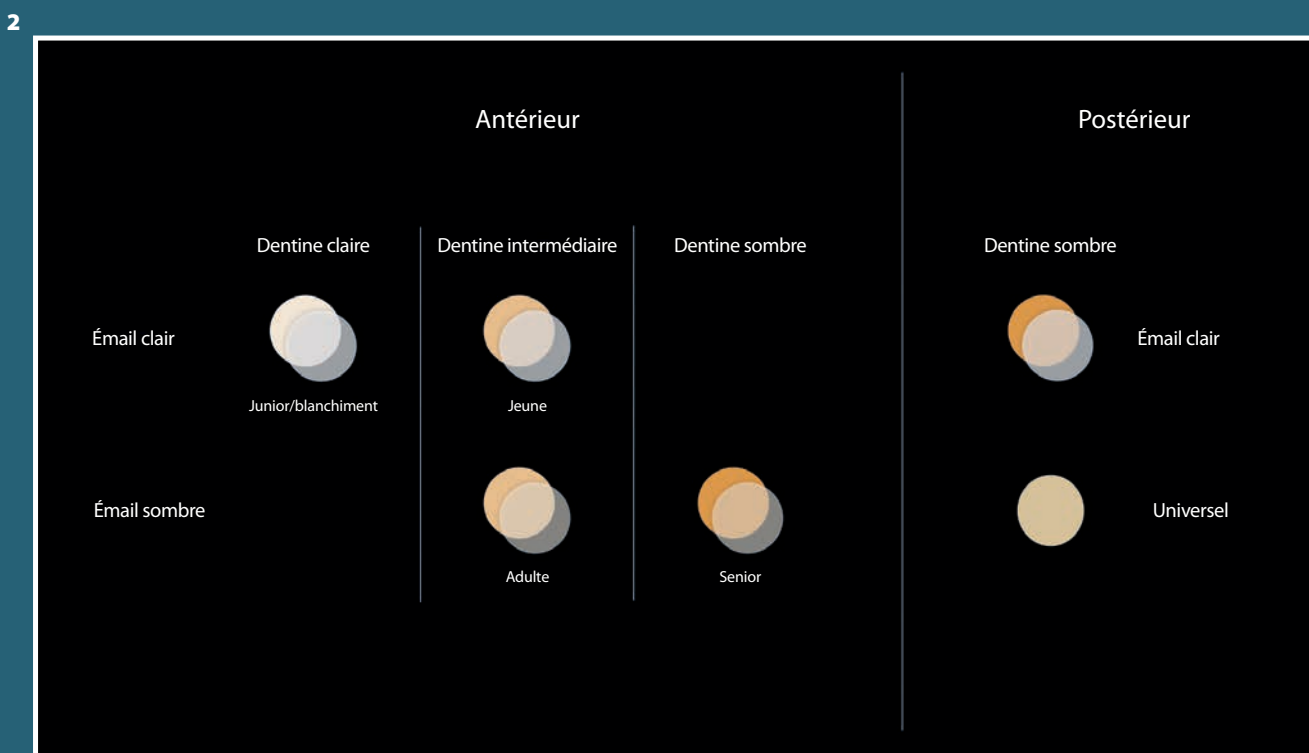 2
Antérieur
Postérieur
Dentine claire
Dentine intermédiaire
Dentine sombre
Dentine sombre
Émail clair
Émail clair
Junior/blanchiment
Jeune
Émail sombre
Universel
Adulte
Senior